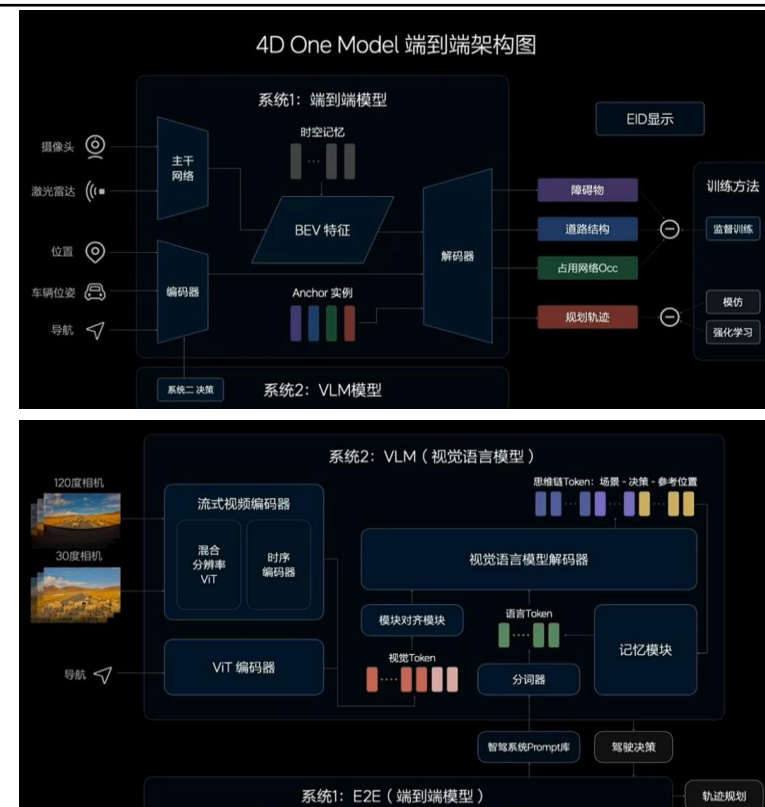 4D One Model 端到端架构图
系统1：端到端模型
EID显示
摄像头
激光雷达
位置
车辆位姿
导航
主干
网络
编码器
时空记忆
BEV 特征
Anchor 实例
解码器
障碍物
道路结构
占用网络Occ
规划轨迹
训练方法
监督训练
模仿
强化学习
系统二 决策
系统2：VLM模型
系统2：VLM（视觉语言模型）
120度相机
30度相机
导航
流式视频编码器
混合
分辨率
ViT
时序
编码器
ViT 编码器
思维链Token：场景 - 决策 - 参考位置
视觉语言模型解码器
模块对齐模块
视觉Token
语言Token
分词器
记忆模块
智驾系统Prompt库
驾驶决策
系统1：E2E（端到端模型）
轨迹规划